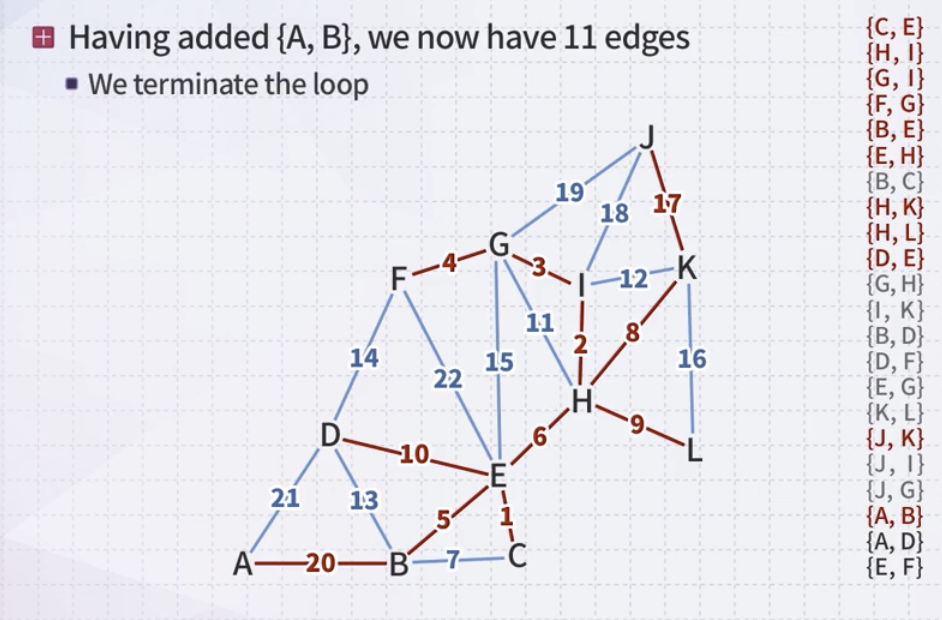 Having added {A, B}, we now have 11 edges
We terminate the loop
{C, E}
{H, I}
{G, I}
{F, G}
{B, E}
{E, H}
{B, C}
{H, K}
{H, L}
{D, E}
{G, H}
{I, K}
{B, D}
{D, F}
{E, G}
{K, L}
{J, K}
{J, I}
{J, G}
{A, B}
{A, D}
{E, F}
J
19
18
17
G
4
3
F
I
12
K
11
2
8
14
15
16
22
H
9
6
D
10
L
E
21
13
5
1
A
20
B
7
C